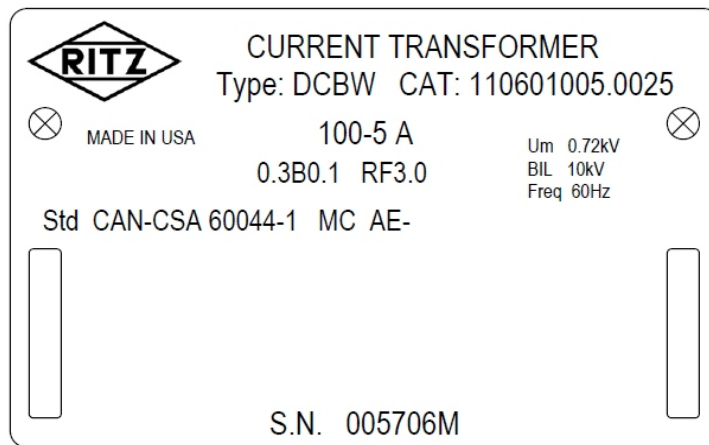 RITZ
CURRENT TRANSFORMER
Type: DCBW CAT: 110601005.0025
MADE IN USA
100-5 A
0.3B0.1 RF3.0
Um 0.72kV
BIL 10kV
Freq 60Hz
Std CAN-CSA 60044-1 MC AE-
S.N. 005706M